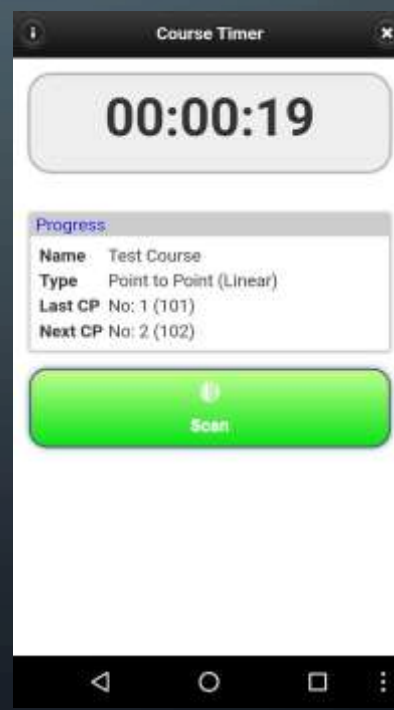 Course Timer
00:00:19
Progress
Name Test Course
Type Point to Point (Linear)
Last CP No: 1 (101)
Next CP No: 2 (102)
Scan